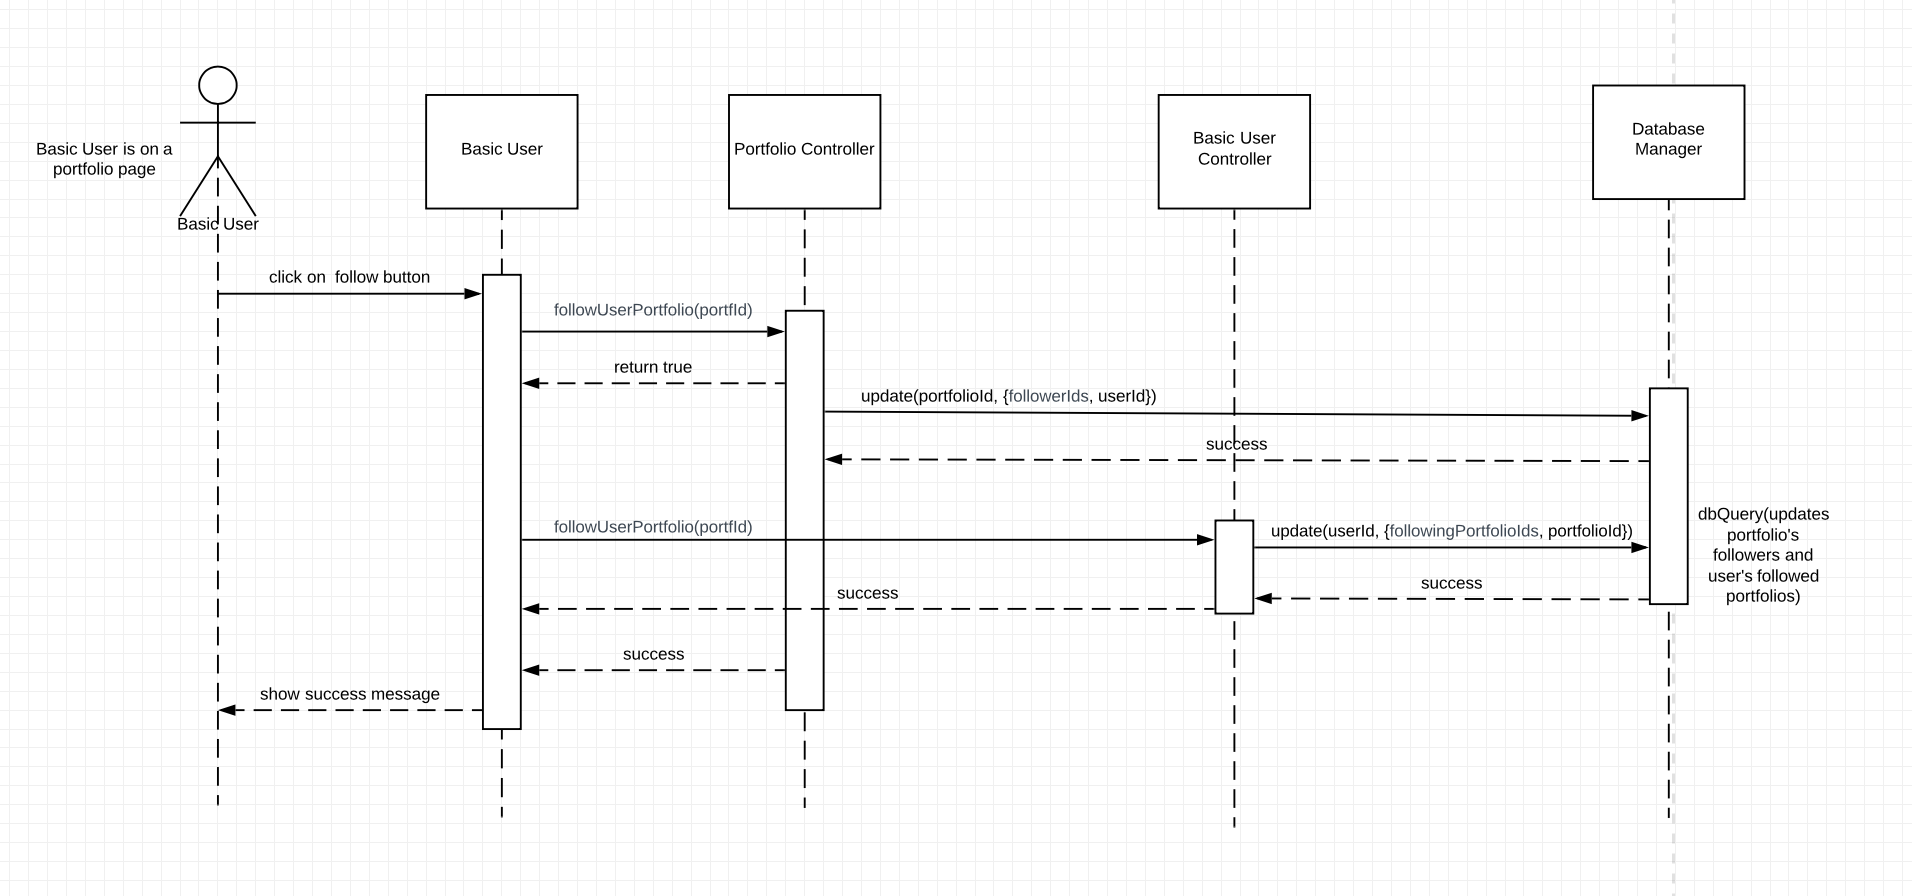 Basic User is on a
portfolio page
Basic User
Basic User
Portfolio Controller
Basic User
Controller
Database
Manager
click on  follow button
followUserPortfolio(portfId)
return true
update(portfolioId, {followerIds, userId})
success
followUserPortfolio(portfId)
update(userId, {followingPortfolioIds, portfolioId})
dbQuery(updates
portfolio's
followers and
user's followed
portfolios)
success
success
success
show success message